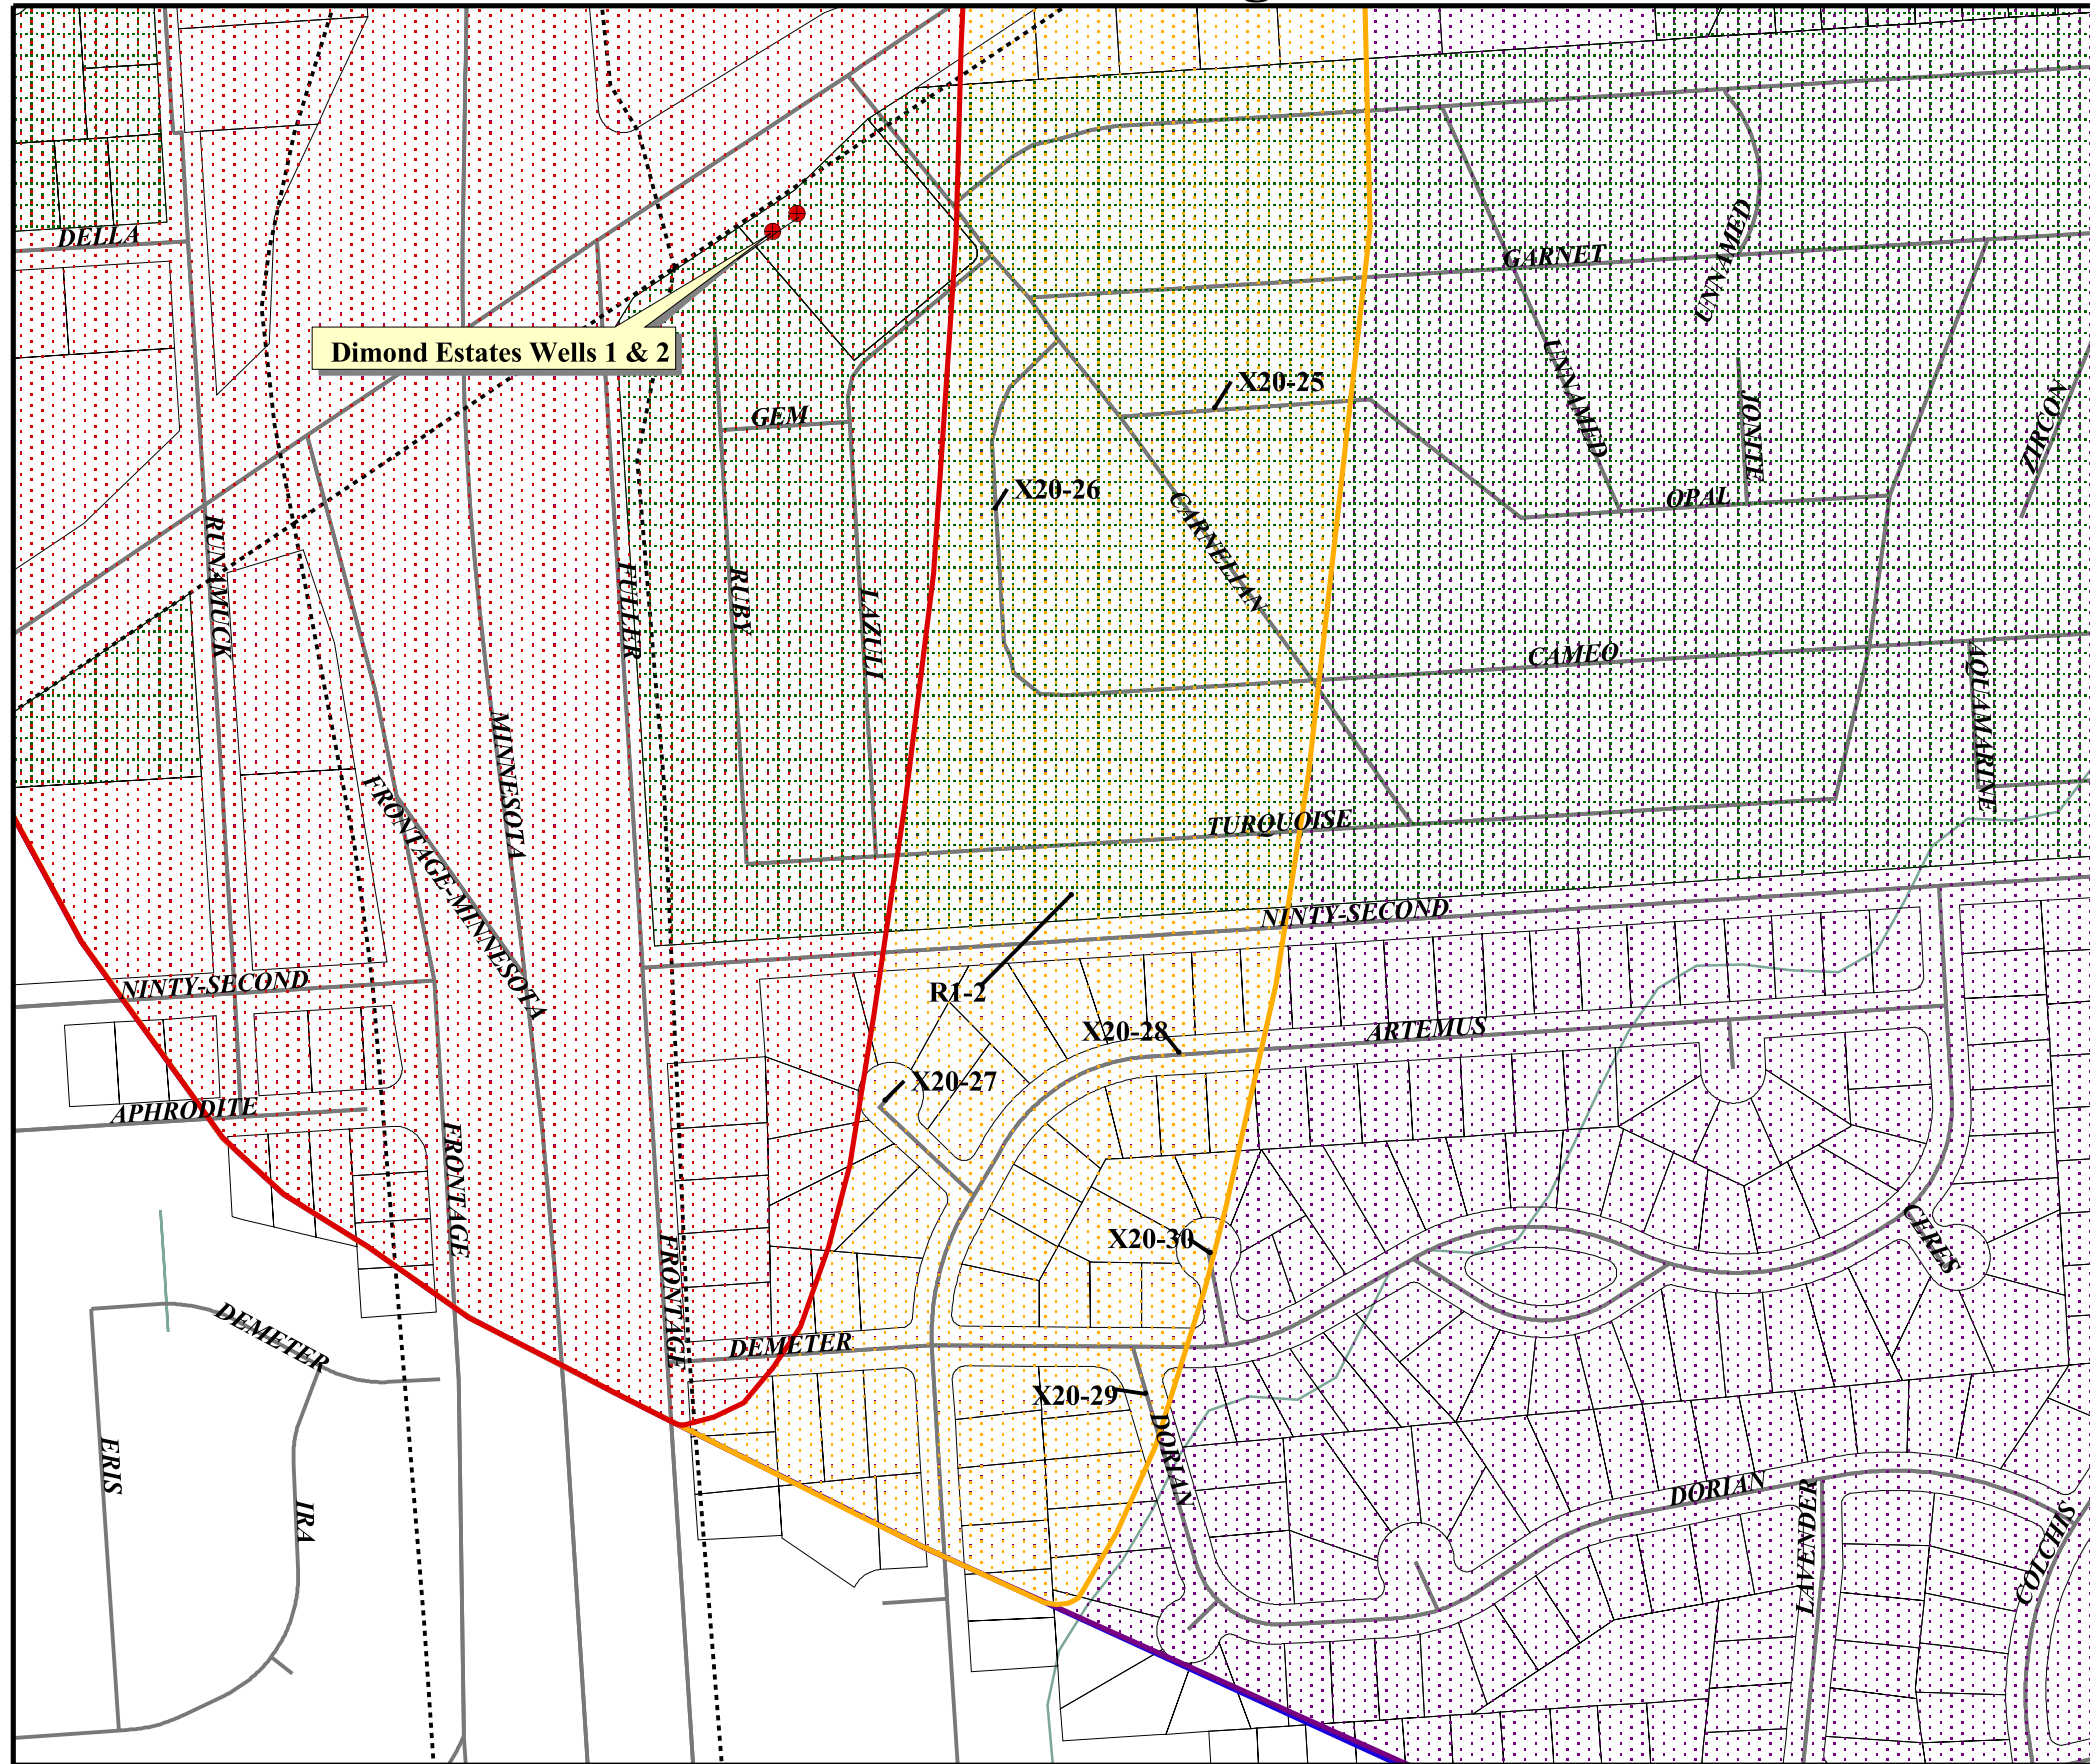 DELLA
GARNET
UNNAMED
Dimond Estates Wells 1 & 2
X20-25
UNNAMED
JONITE
ZIRCON
GEM
X20-26
OPAL
CARNELIAN
RUNAMUCK
FULLER
RUBY
LAZULI
CAMEO
AQUAMARINE
MINNESOTA
FRONTAGE-MINNESOTA
TURQUOISE
NINTY-SECOND
NINTY-SECOND
R1-2
X20-28
ARTEMUS
X20-27
APHRODITE
FRONTAGE
FRONTAGE
X20-30
CERES
DEMETER
DEMETER
X20-29
DORIAN
ERIS
IRA
DORIAN
LAVENDER
COLCHIS